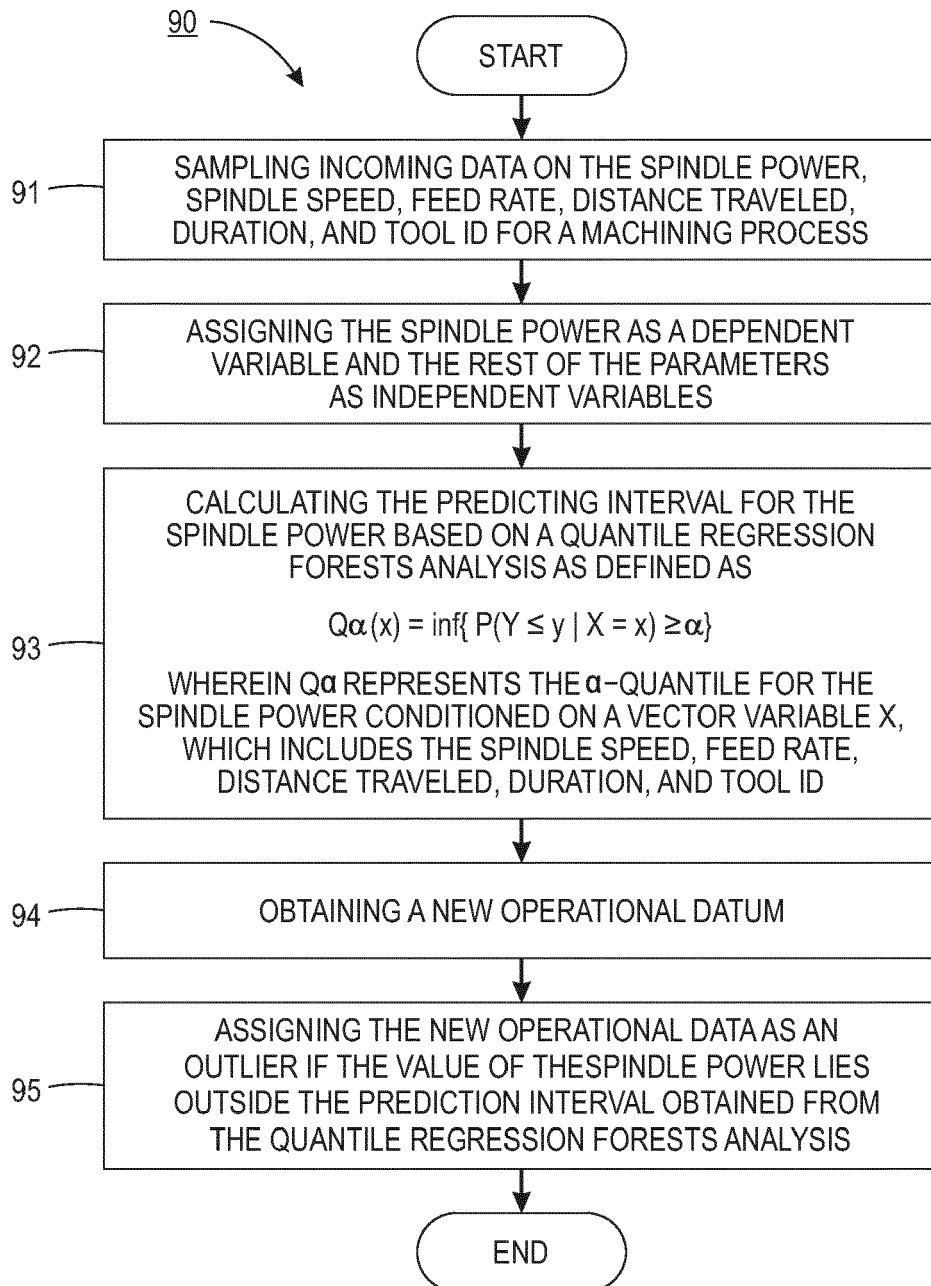 90
START
91
SAMPLING INCOMING DATA ON THE SPINDLE POWER,
SPINDLE SPEED, FEED RATE, DISTANCE TRAVELED,
DURATION, AND TOOL ID FOR A MACHINING PROCESS
92
ASSIGNING THE SPINDLE POWER AS A DEPENDENT
VARIABLE AND THE REST OF THE PARAMETERS
AS INDEPENDENT VARIABLES
93
CALCULATING THE PREDICTING INTERVAL FOR THE
SPINDLE POWER BASED ON A QUANTILE REGRESSION
FORESTS ANALYSIS AS DEFINED AS
Qα(x) = inf{ P(Y ≤ y | X = x) ≥ α}
WHEREIN Qα REPRESENTS THE α-QUANTILE FOR THE
SPINDLE POWER CONDITIONED ON A VECTOR VARIABLE X,
WHICH INCLUDES THE SPINDLE SPEED, FEED RATE,
DISTANCE TRAVELED, DURATION, AND TOOL ID
94
OBTAINING A NEW OPERATIONAL DATUM
95
ASSIGNING THE NEW OPERATIONAL DATA AS AN
OUTLIER IF THE VALUE OF THESPINDLE POWER LIES
OUTSIDE THE PREDICTION INTERVAL OBTAINED FROM
THE QUANTILE REGRESSION FORESTS ANALYSIS
END